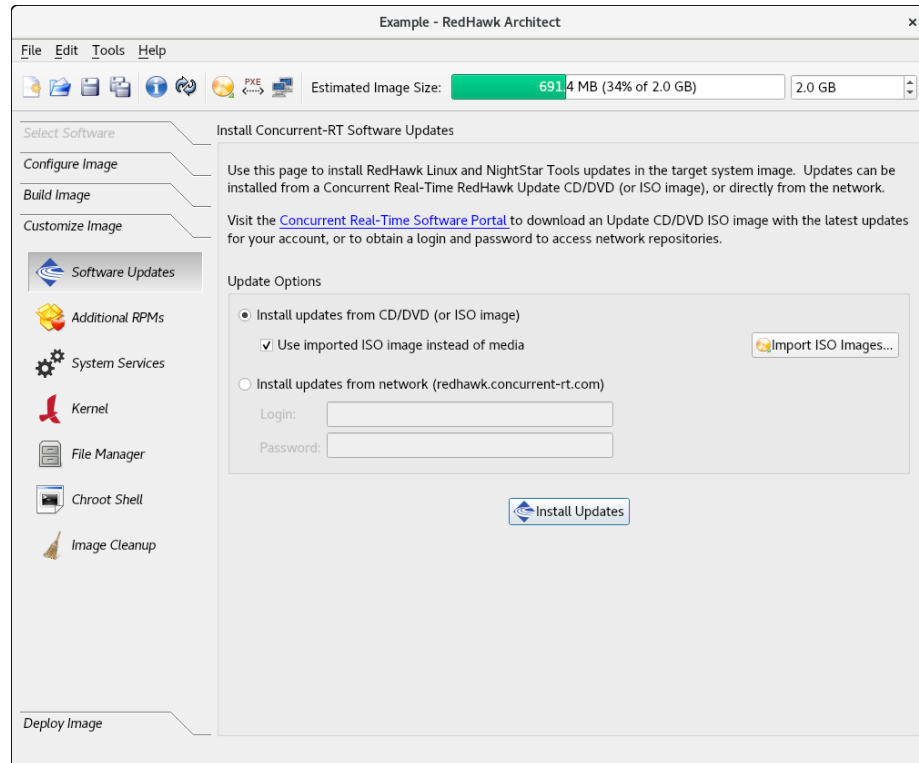 Example - RedHawk Architect
File Edit Tools Help
PXE
Estimated Image Size:
691.4 MB (34% of 2.0 GB)
2.0 GB
Select Software
Configure Image
Build Image
Customize Image
Software Updates
Additional RPMs
System Services
Kernel
File Manager
Chroot Shell
Image Cleanup
Deploy Image
Install Concurrent-RT Software Updates
Use this page to install RedHawk Linux and NightStar Tools updates in the target system image. Updates can be
installed from a Concurrent Real-Time RedHawk Update CD/DVD (or ISO image), or directly from the network.
Visit the Concurrent Real-Time Software Portal to download an Update CD/DVD ISO image with the latest updates
for your account, or to obtain a login and password to access network repositories.
Update Options
Install updates from CD/DVD (or ISO image)
Use imported ISO image instead of media
Import ISO Images...
Install updates from network (redhawk.concurrent-rt.com)
Login:
Password:
Install Updates